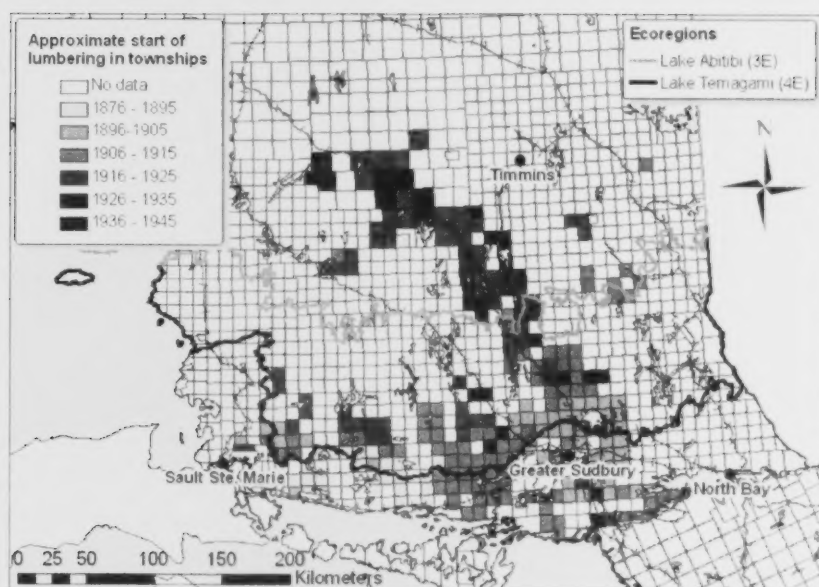 Approximate start of
lumbering in townships
No data
1876 - 1895
1896-1905
1906 - 1915
1916 - 1925
1926 - 1935
1936 - 1945
Ecoregions
Lake Abitibi (3E)
Lake Temagami (4E)
N
Timmins
Sault Ste. Marie
Greater Sudbury
North Bay
0 25 50 100 150 200
Kilometers